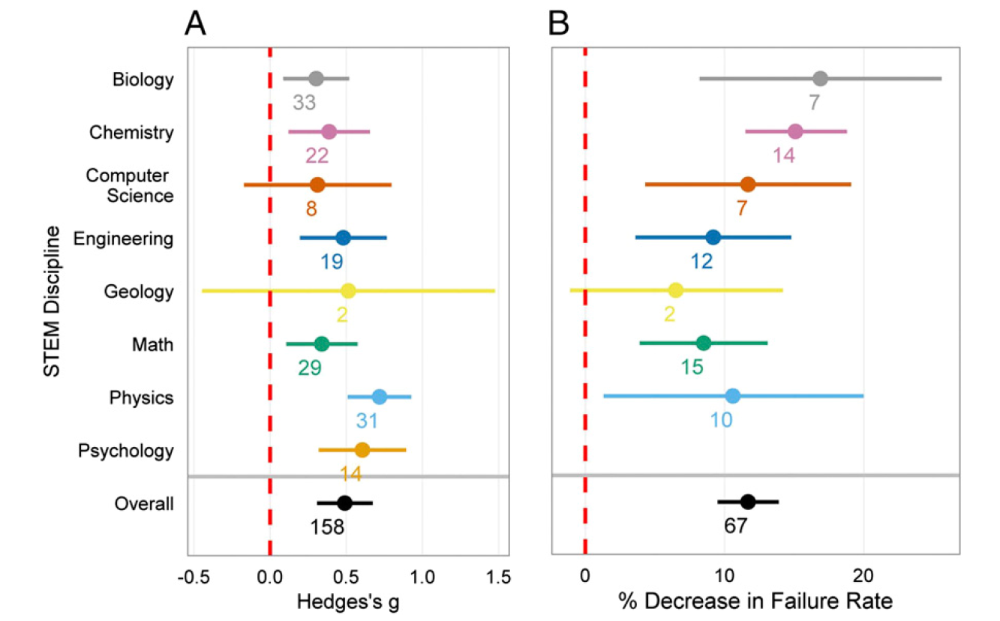 A
B
STEM Discipline
Biology
33
7
Chemistry
22
14
Computer
Science
8
7
Engineering
19
12
Geology
2
2
Math
29
15
Physics
31
10
Psychology
14
Overall
158
67
-0.5 0.0 0.5 1.0 1.5
0 10 20
Hedges's g
% Decrease in Failure Rate